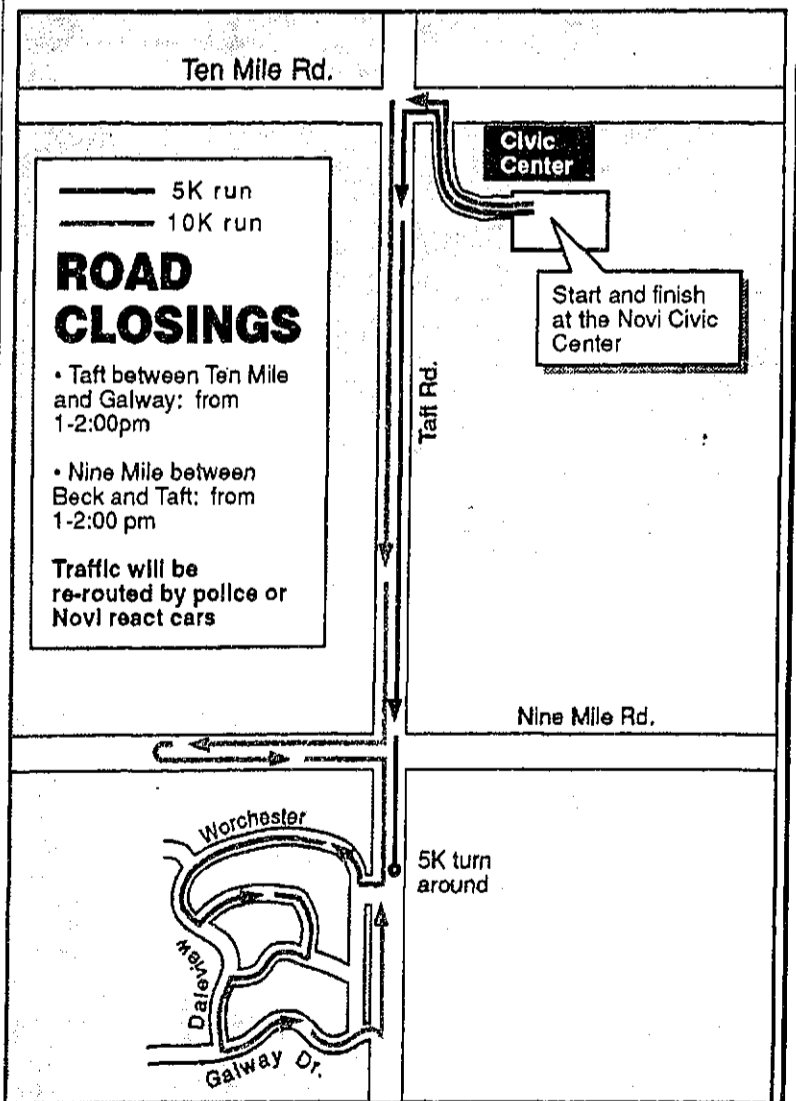 Ten Mile Rd.
Civic
Center
5K run
10K run
ROAD
CLOSINGS
• Taft between Ten Mile
and Galway: from
1-2:00pm
• Nine Mile between
Beck and Taft: from
1-2:00 pm
Traffic will be
re-routed by police or
Novi react cars
Start and finish
at the Novi Civic
Center
Taft Rd.
Nine Mile Rd.
Worchester
5K turn
around
Daleview
Galway Dr.